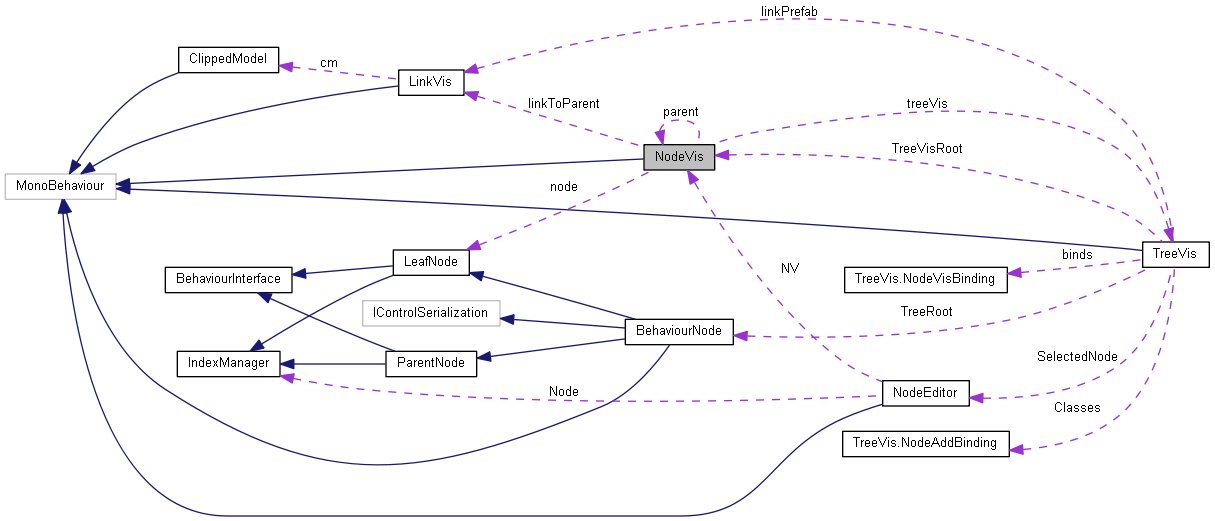 linkPrefab
ClippedModel
cm
LinkVis
linkToParent
treeVis
parent
TreeVisRoot
NodeVis
MonoBehaviour
node
TreeVis
binds
LeafNode
NV
BehaviourInterface
TreeVis.NodeVisBinding
IControlSerialization
TreeRoot
BehaviourNode
SelectedNode
IndexManager
ParentNode
Node
NodeEditor
Classes
TreeVis.NodeAddBinding